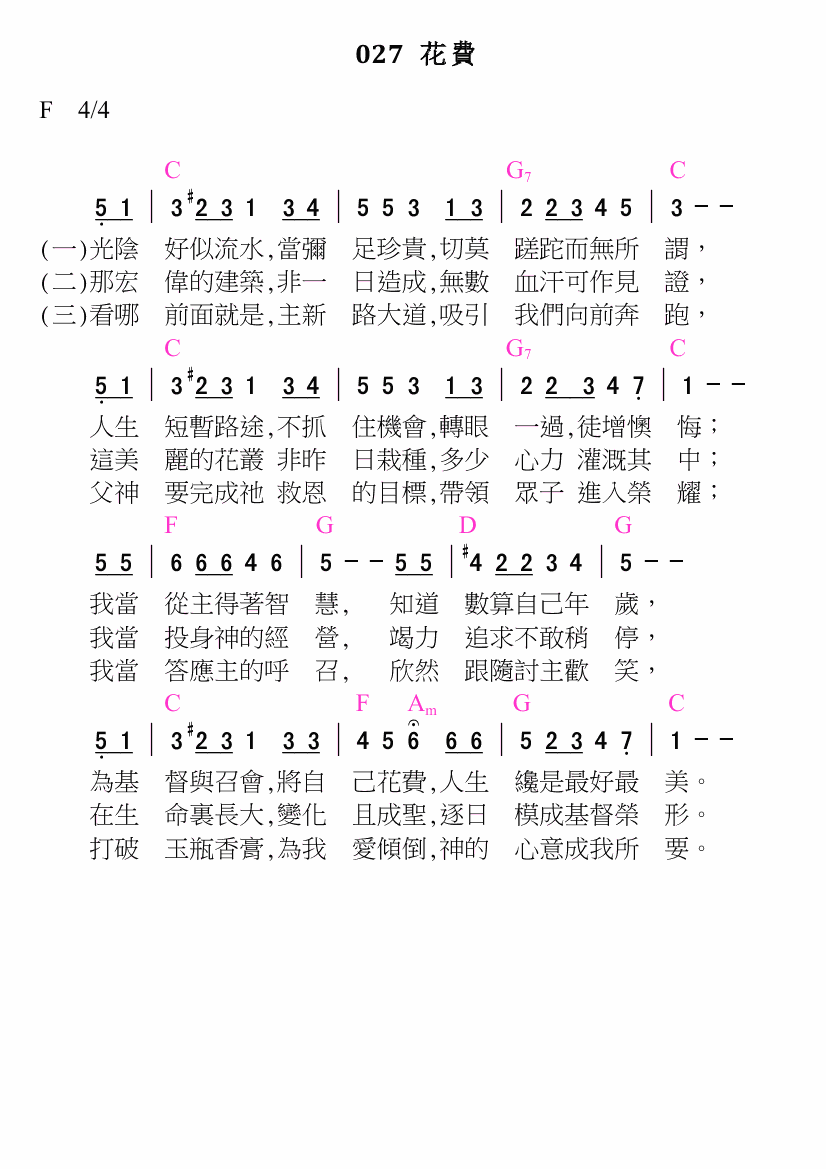 027 花費
F 4/4
C G7 C
5 1 | 3 #2 3 1 3 4 | 5 5 3 1 3 | 2 2 3 4 5 | 3 - -
(一)光陰 好似流水,當彌 足珍貴,切莫 蹉跎而無所 謂,
(二)那宏 偉的建築,非一 日造成,無數 血汗可作見 證,
(三)看哪 前面就是,主新 路大道,吸引 我們向前奔 跑,
C G7 C
5 1 | 3 #2 3 1 3 4 | 5 5 3 1 3 | 2 2 3 4 7 | 1 - -
人生 短暫路途,不抓 住機會,轉眼 一過,徒增懊 悔;
這美 麗的花叢 非昨 日栽種,多少 心力 灌溉其 中;
父神 要完成祂 救恩 的目標,帶領 眾子 進入榮 耀;
F G D G
5 5 | 6 6 6 4 6 | 5 - - 5 5 | #4 2 2 3 4 | 5 - -
我當 從主得著智 慧, 知道 數算自己年 歲,
我當 投身神的經 營, 竭力 追求不敢稍 停,
我當 答應主的呼 召, 欣然 跟隨討主歡 笑,
C F Am G C
5 1 | 3 #2 3 1 3 3 | 4 5 6 6 6 | 5 2 3 4 7 | 1 - -
為基 督與召會,將自 己花費,人生 纔是最好最 美。
在生 命裏長大,變化 且成聖,逐日 模成基督榮 形。
打破 玉瓶香膏,為我 愛傾倒,神的 心意成我所 要。